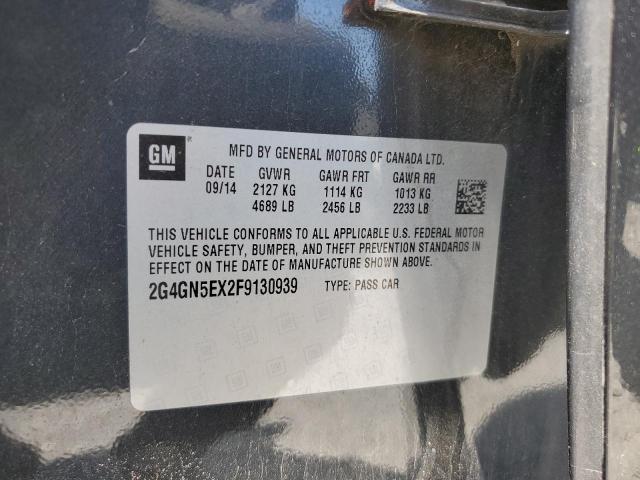 GM
MFD BY GENERAL MOTORS OF CANADA LTD.
DATE GVWR GAWR FRT GAWR RR
09/14 2127 KG 1114 KG 1013 KG
4689 LB 2456 LB 2233 LB
THIS VEHICLE CONFORMS TO ALL APPLICABLE U.S. FEDERAL MOTOR
VEHICLE SAFETY, BUMPER, AND THEFT PREVENTION STANDARDS IN
EFFECT ON THE DATE OF MANUFACTURE SHOWN ABOVE.
2G4GN5EX2F9130939 TYPE: PASS CAR